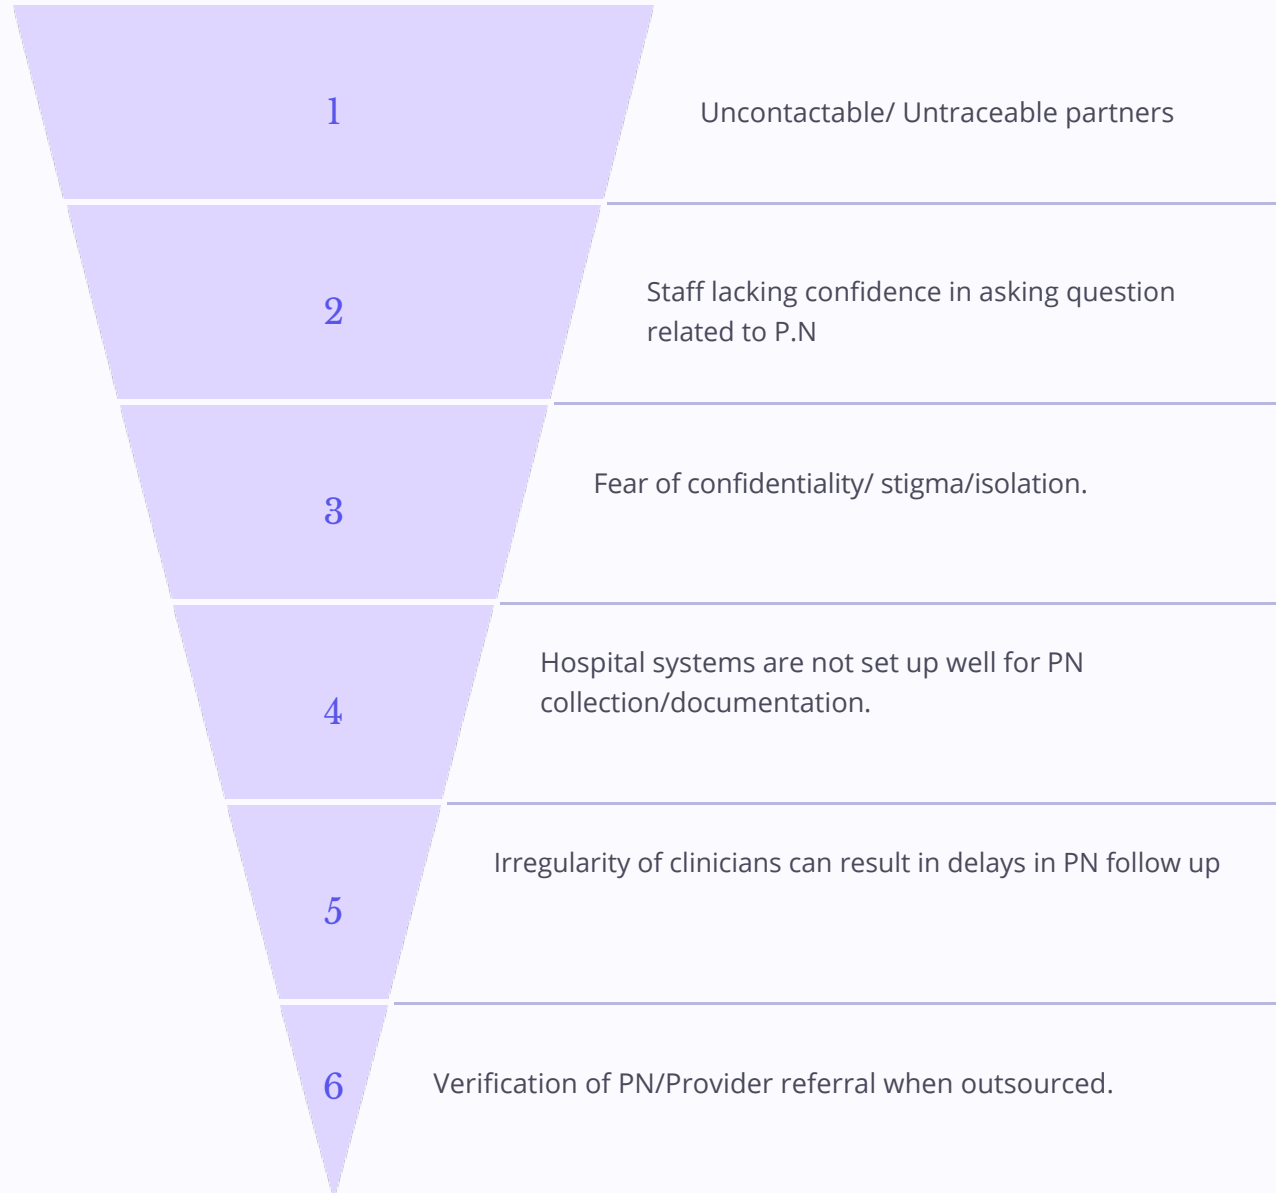 1
Uncontactable/ Untraceable partners
2
Staff lacking confidence in asking question
related to P.N
3
Fear of confidentiality/ stigma/isolation.
4
Hospital systems are not set up well for PN
collection/documentation.
5
Irregularity of clinicians can result in delays in PN follow up
6
Verification of PN/Provider referral when outsourced.